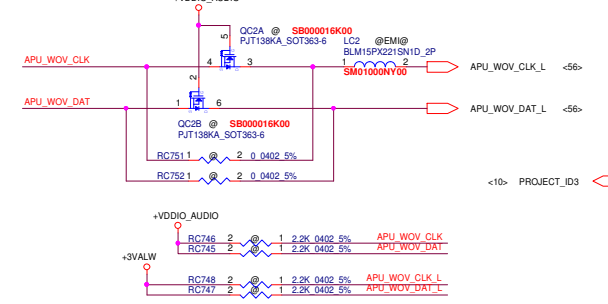 +VDDIO_AUDIO
QC2A @ SB000016K00
PJT138KA_SOT363-6
LC2 @EMI@
BLM15PX221SN1D_2P
5
APU_WOV_CLK 4 3 1 2 APU_WOV_CLK_L <56>
SM01000NY00
2
APU_WOV_DAT 1 6 APU_WOV_DAT_L <56>
QC2B @ SB000016K00
PJT138KA_SOT363-6
RC751 1 @ 2 0_0402_5%
RC752 1 @ 2 0_0402_5%
<10> PROJECT_ID3
+VDDIO_AUDIO
RC746 2 @ 1 2.2K_0402_5% APU_WOV_CLK
RC745 2 @ 1 2.2K_0402_5% APU_WOV_DAT
+3VALW
RC748 2 @ 1 2.2K_0402_5% APU_WOV_CLK_L
RC747 2 @ 1 2.2K_0402_5% APU_WOV_DAT_L